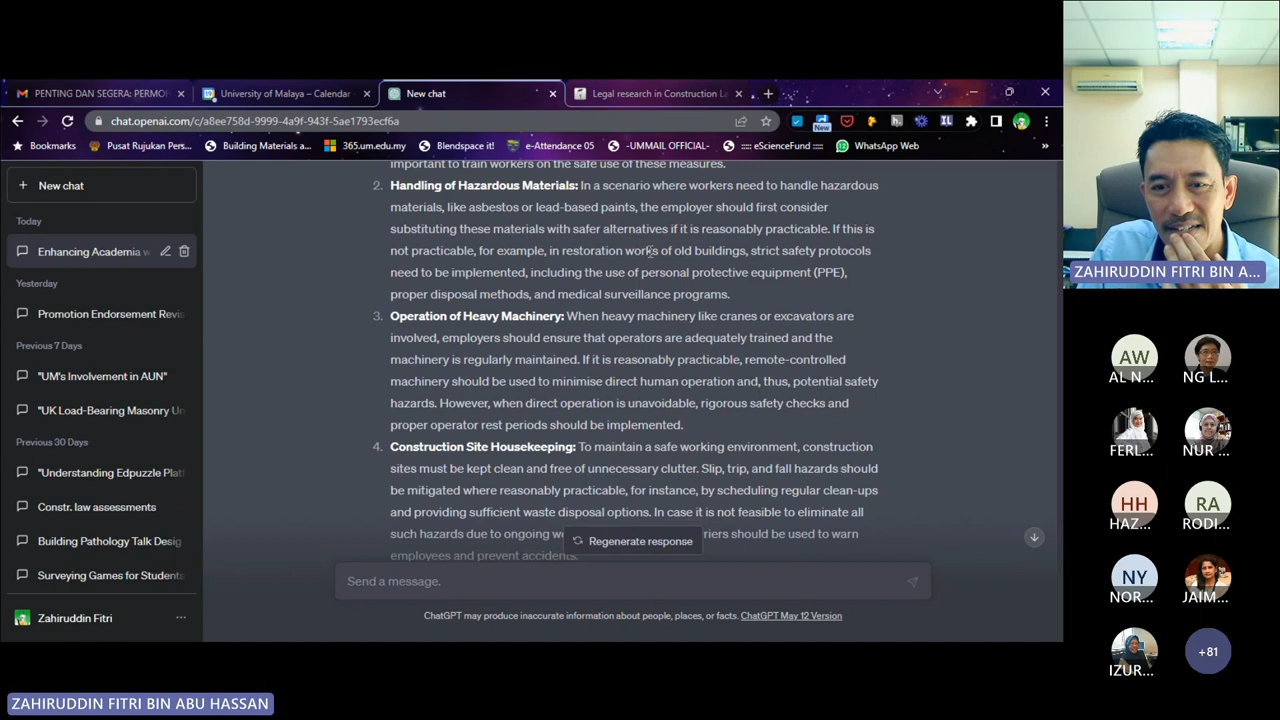 PENTING DAN SEGERA: PERMOH
University of Malaya – Calendar -
New chat
Legal research in Construction La
chat.openai.com/c/a8ee758d-9999-4a9f-943f-5ae1793ecf6a
New
Bookmarks
Pusat Rujukan Pers...
Building Materials a...
365.um.edu.my
Blendspace it!
e-Attendance 05
-UMMAIL OFFICIAL-
::::: eScienceFund :::::
WhatsApp Web
»
+ New chat
Today
Enhancing Academia w
Yesterday
Promotion Endorsement Revi
Previous 7 Days
"UM's Involvement in AUN"
"UK Load-Bearing Masonry Un
Previous 30 Days
"Understanding Edpuzzle Plat
Constr. law assessments
Building Pathology Talk Desig
Surveying Games for Students
Zahiruddin Fitri
important to train workers on the safe use of these measures.
2. Handling of Hazardous Materials: In a scenario where workers need to handle hazardous
materials, like asbestos or lead-based paints, the employer should first consider
substituting these materials with safer alternatives if it is reasonably practicable. If this is
not practicable, for example, in restoration works of old buildings, strict safety protocols
need to be implemented, including the use of personal protective equipment (PPE),
proper disposal methods, and medical surveillance programs.
3. Operation of Heavy Machinery: When heavy machinery like cranes or excavators are
involved, employers should ensure that operators are adequately trained and the
machinery is regularly maintained. If it is reasonably practicable, remote-controlled
machinery should be used to minimise direct human operation and, thus, potential safety
hazards. However, when direct operation is unavoidable, rigorous safety checks and
proper operator rest periods should be implemented.
4. Construction Site Housekeeping: To maintain a safe working environment, construction
sites must be kept clean and free of unnecessary clutter. Slip, trip, and fall hazards should
be mitigated where reasonably practicable, for instance, by scheduling regular clean-ups
and providing sufficient waste disposal options. In case it is not feasible to eliminate all
such hazards due to ongoing riers should be used to warn
employees and prevent accidents.
Regenerate response
Send a message.
ChatGPT may produce inaccurate information about people, places, or facts. ChatGPT May 12 Version
ZAHIRUDDIN FITRI BIN A...
AW
AL N...
NG L...
FERL...
NUR ...
HH
HAZ...
RA
RODI...
NY
NOR...
JAIM...
IZUR...
+81
ZAHIRUDDIN FITRI BIN ABU HASSAN